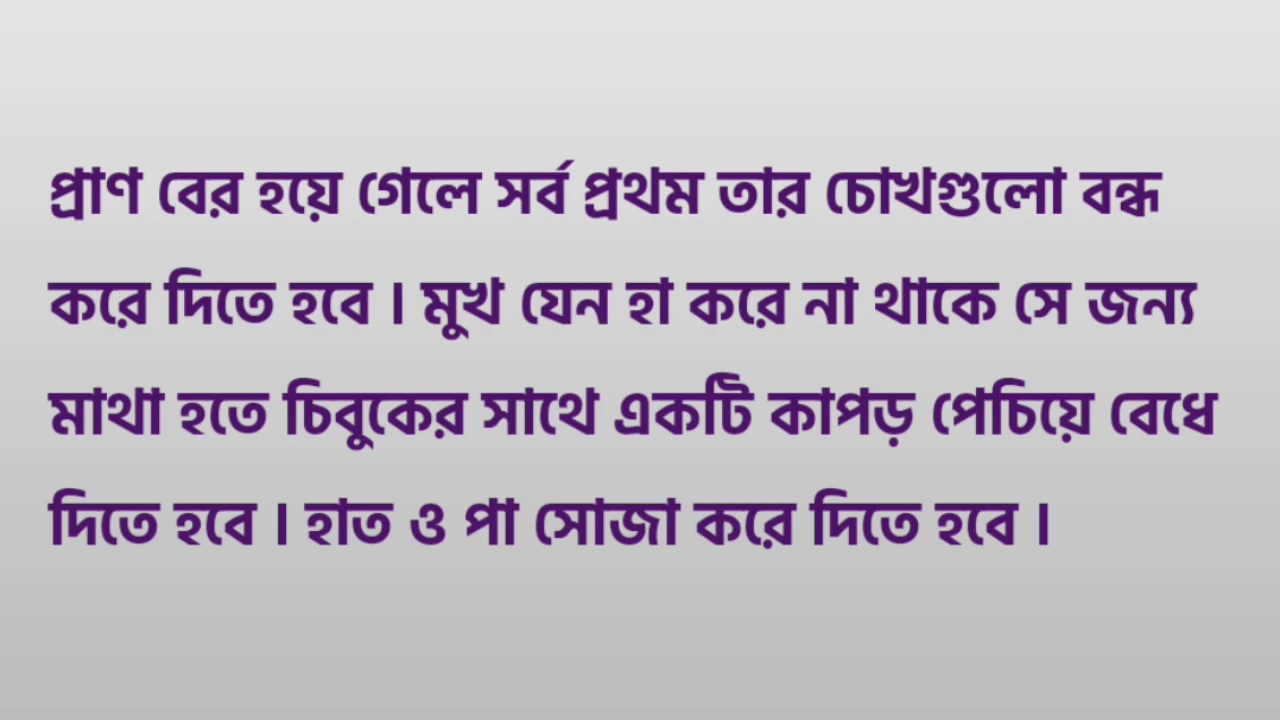 প্রাণ বের হয়ে গেলে সর্ব প্রথম তার চোখগুলো বন্ধ
করে দিতে হবে । মুখ যেন হা করে না থাকে সে জন্য
মাথা হতে চিবুকের সাথে একটি কাপড় পেচিয়ে বেধে
দিতে হবে । হাত ও পা সোজা করে দিতে হবে ।